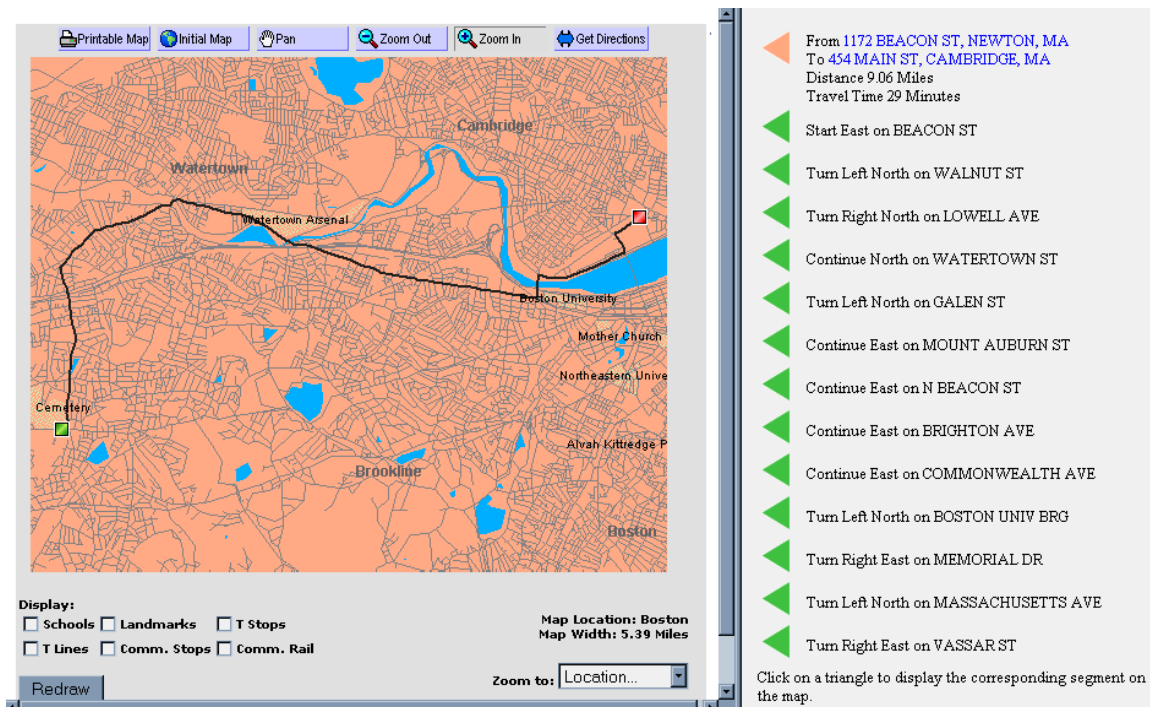 Printable Map Initial Map Pan Zoom Out Zoom In Get Directions
Cambridge
Watertown
Watertown Arsenal
Boston University
Mother Church
Northeastern Unive
Cemetery
Alvah Kittredge P
Brookline
Boston
Display:
Schools Landmarks T Stops
T Lines Comm. Stops Comm. Rail
Map Location: Boston
Map Width: 5.39 Miles
Redraw
Zoom to: Location...
From 1172 BEACON ST, NEWTON, MA
To 454 MAIN ST, CAMBRIDGE, MA
Distance 9.06 Miles
Travel Time 29 Minutes
Start East on BEACON ST
Turn Left North on WALNUT ST
Turn Right North on LOWELL AVE
Continue North on WATERTOWN ST
Turn Left North on GALEN ST
Continue East on MOUNT AUBURN ST
Continue East on N BEACON ST
Continue East on BRIGHTON AVE
Continue East on COMMONWEALTH AVE
Turn Left North on BOSTON UNIV BRG
Turn Right East on MEMORIAL DR
Turn Left North on MASSACHUSETTS AVE
Turn Right East on VASSAR ST
Click on a triangle to display the corresponding segment on
the map.